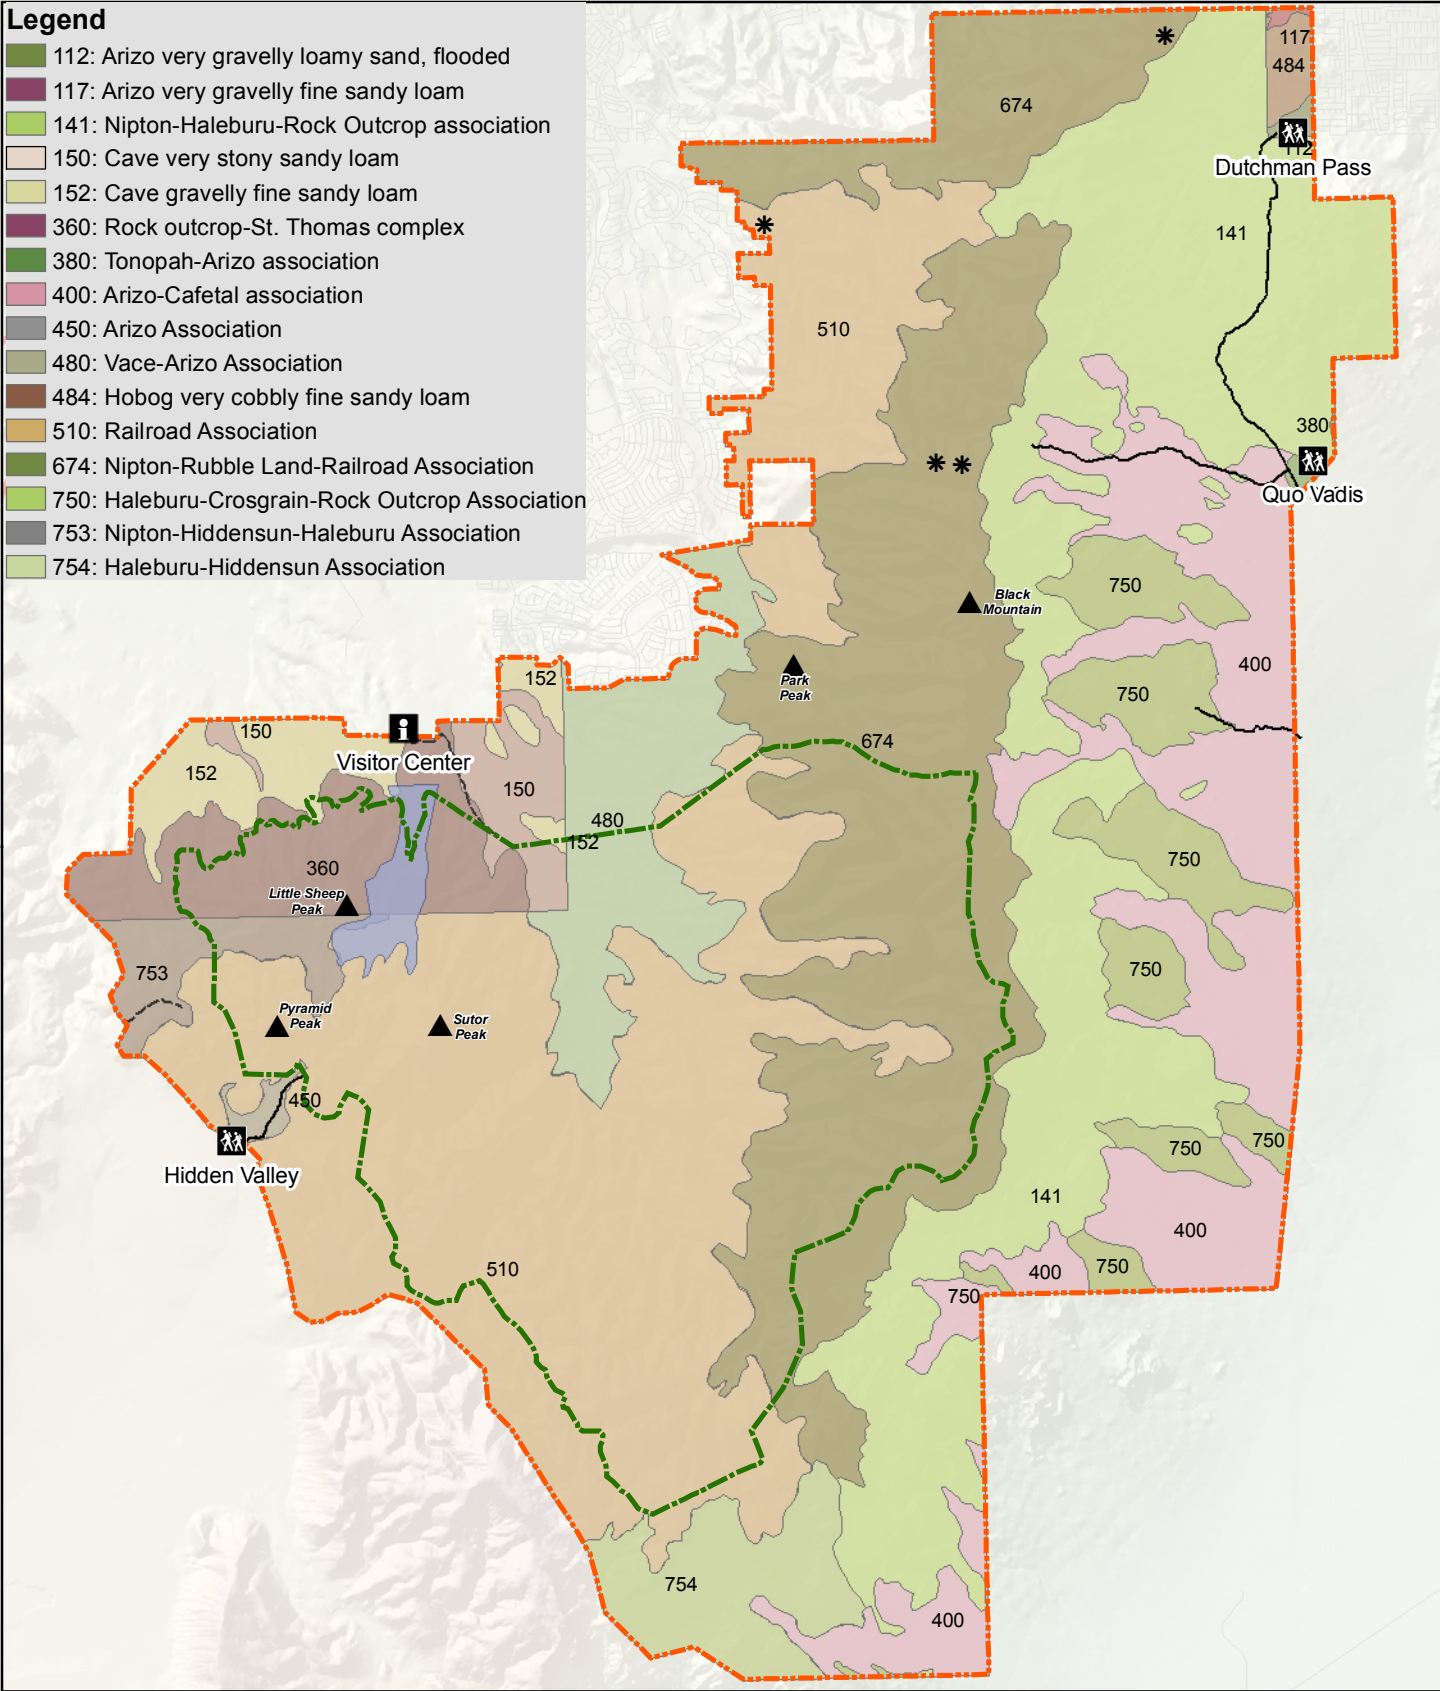 Legend
112: Arizo very gravelly loamy sand, flooded
117: Arizo very gravelly fine sandy loam
141: Nipton-Haleburu-Rock Outcrop association
150: Cave very stony sandy loam
152: Cave gravelly fine sandy loam
360: Rock outcrop-St. Thomas complex
380: Tonopah-Arizo association
400: Arizo-Cafetal association
450: Arizo Association
480: Vace-Arizo Association
484: Hobog very cobbly fine sandy loam
510: Railroad Association
674: Nipton-Rubble Land-Railroad Association
750: Haleburu-Crosgrain-Rock Outcrop Association
753: Nipton-Hiddensun-Haleburu Association
754: Haleburu-Hiddensun Association
117
484
674
112
Dutchman Pass
141
510
380
Quo Vadis
750
Black
Mountain
400
152
Park
Peak
750
150
674
Visitor Center
152
150
480
152
750
360
Little Sheep
Peak
753
750
Pyramid
Peak
Sutor
Peak
450
750
750
Hidden Valley
141
400
510
400
750
750
754
400